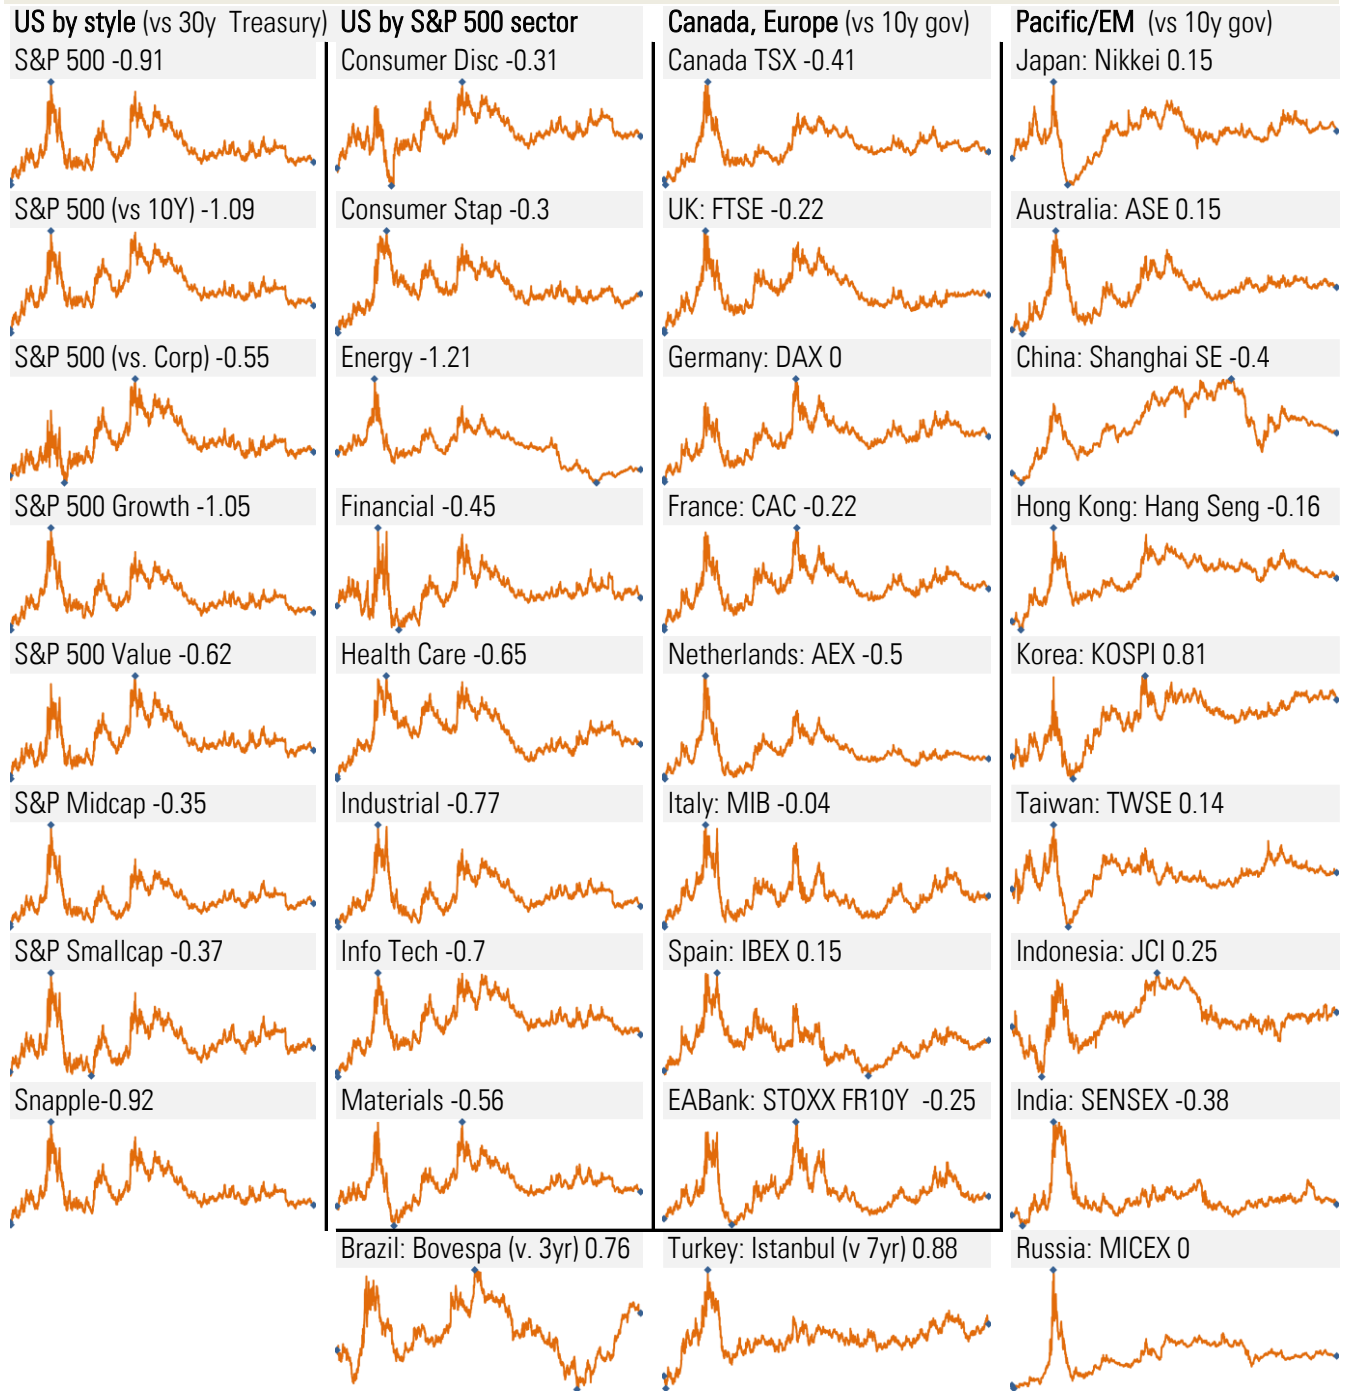 US by style (vs 30y Treasury)
US by S&P 500 sector
Canada, Europe (vs 10y gov)
Pacific/EM (vs 10y gov)
S&P 500 -0.91
Consumer Disc -0.31
Canada TSX -0.41
Japan: Nikkei 0.15
S&P 500 (vs 10Y) -1.09
Consumer Stap -0.3
UK: FTSE -0.22
Australia: ASE 0.15
S&P 500 (vs. Corp) -0.55
Energy -1.21
Germany: DAX 0
China: Shanghai SE -0.4
S&P 500 Growth -1.05
Financial -0.45
France: CAC -0.22
Hong Kong: Hang Seng -0.16
S&P 500 Value -0.62
Health Care -0.65
Netherlands: AEX -0.5
Korea: KOSPI 0.81
S&P Midcap -0.35
Industrial -0.77
Italy: MIB -0.04
Taiwan: TWSE 0.14
S&P Smallcap -0.37
Info Tech -0.7
Spain: IBEX 0.15
Indonesia: JCI 0.25
Snapple-0.92
Materials -0.56
EABank: STOXX FR10Y -0.25
India: SENSEX -0.38
Brazil: Bovespa (v. 3yr) 0.76
Turkey: Istanbul (v 7yr) 0.88
Russia: MICEX 0